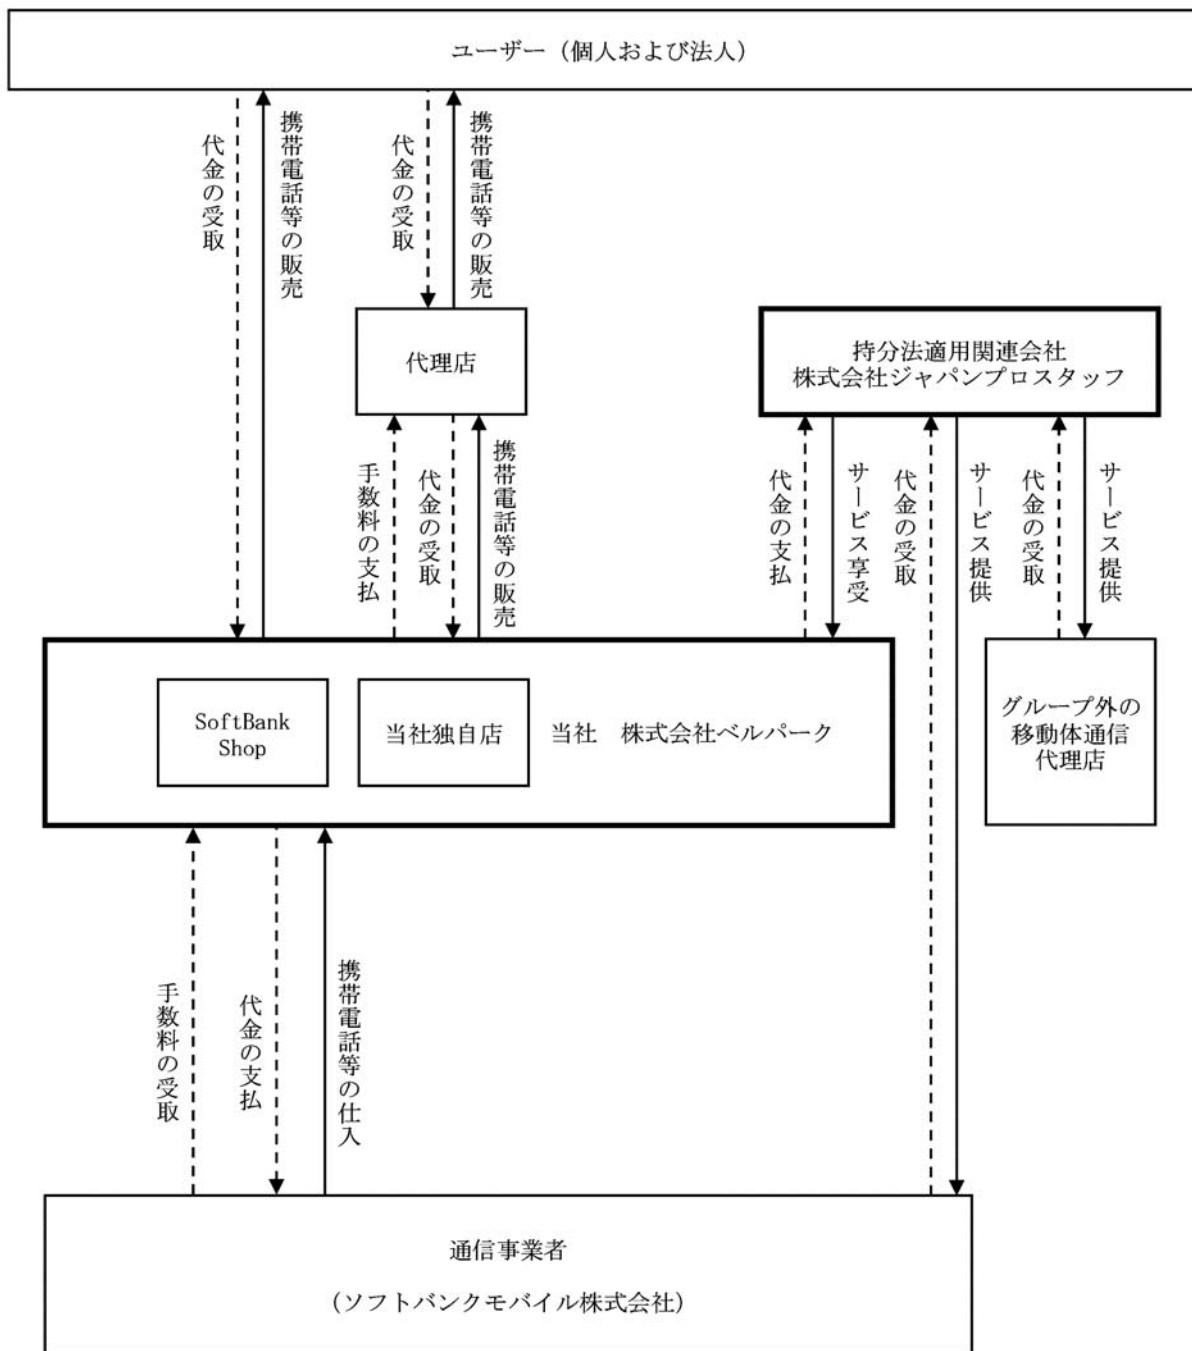 ユーザー（個人および法人）
代金の受取
携帯電話等の販売
代金の受取
携帯電話等の販売
代理店
持分法適用関連会社
株式会社ジャパンプロスタッフ
手数料の支払
代金の受取
携帯電話等の販売
代金の支払
サービス享受
代金の受取
サービス提供
代金の受取
サービス提供
SoftBank
Shop
当社独自店
当社　株式会社ベルパーク
グループ外の
移動体通信
代理店
手数料の受取
代金の支払
携帯電話等の仕入
通信事業者
（ソフトバンクモバイル株式会社）